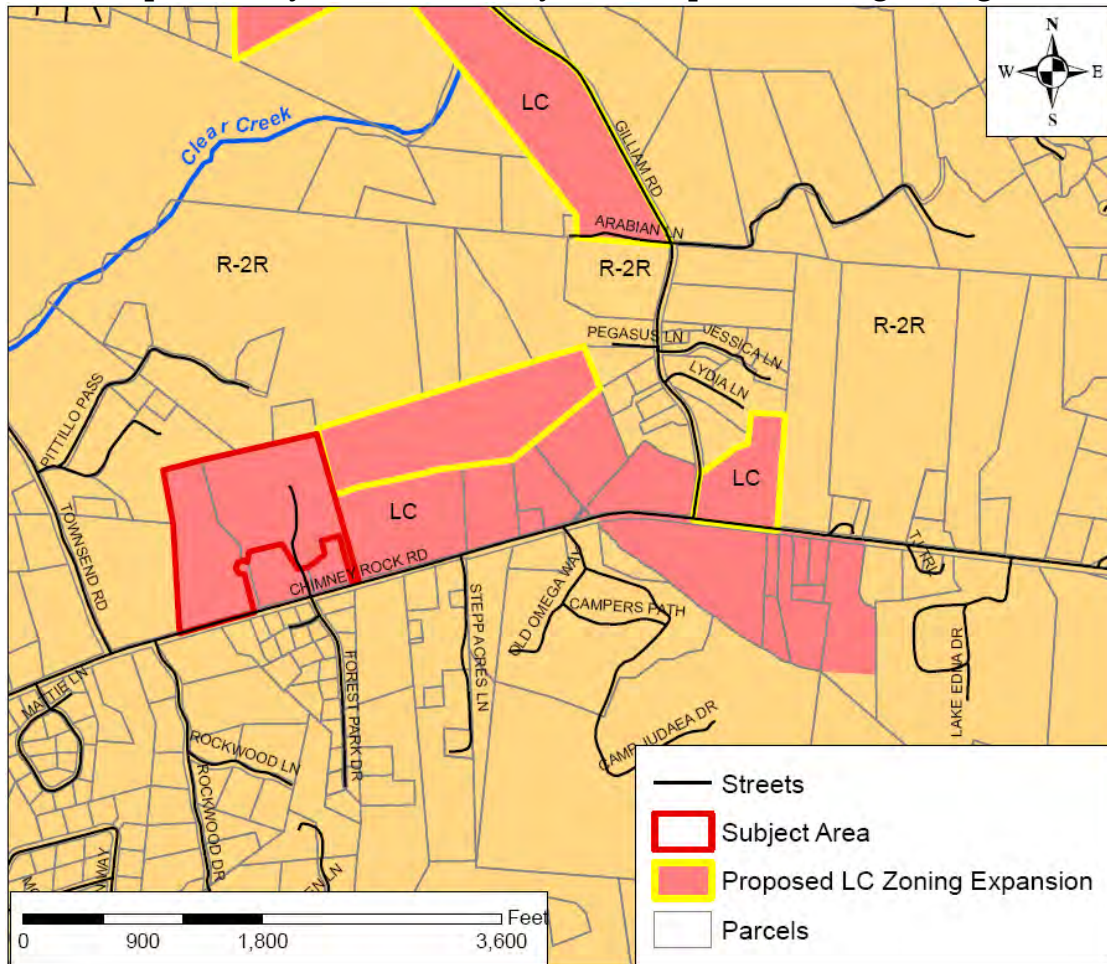 N
W E
S
LC
Clear Creek
GILLIAM RD
ARABIAN LN
R-2R
R-2R
R-2R
PEGASUS LN
JESSICA LN
LYDIA LN
PITTILLO PASS
TOWNSEND RD
LC
LC
CHIMNEY ROCK RD
OLD OMEGA WAY
CAMPERS PATH
STEPP ACRES LN
FOREST PARK DR
LAKE EDNA DR
MATTIE LN
ROCKWOOD LN
ROCKWOOD DR
CAMP JUDAEA DR
Streets
Subject Area
Proposed LC Zoning Expansion
Parcels
Feet
0 900 1,800 3,600